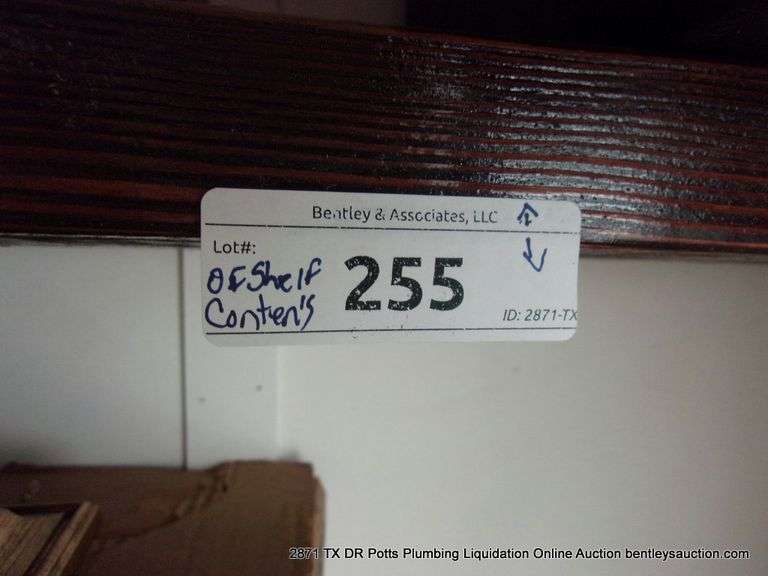 Bentley & Associates, LLC
Lot#:
OF Shelf
Conten's
255
ID: 2871-TX
2871 TX DR Potts Plumbing Liquidation Online Auction bentleysauction.com